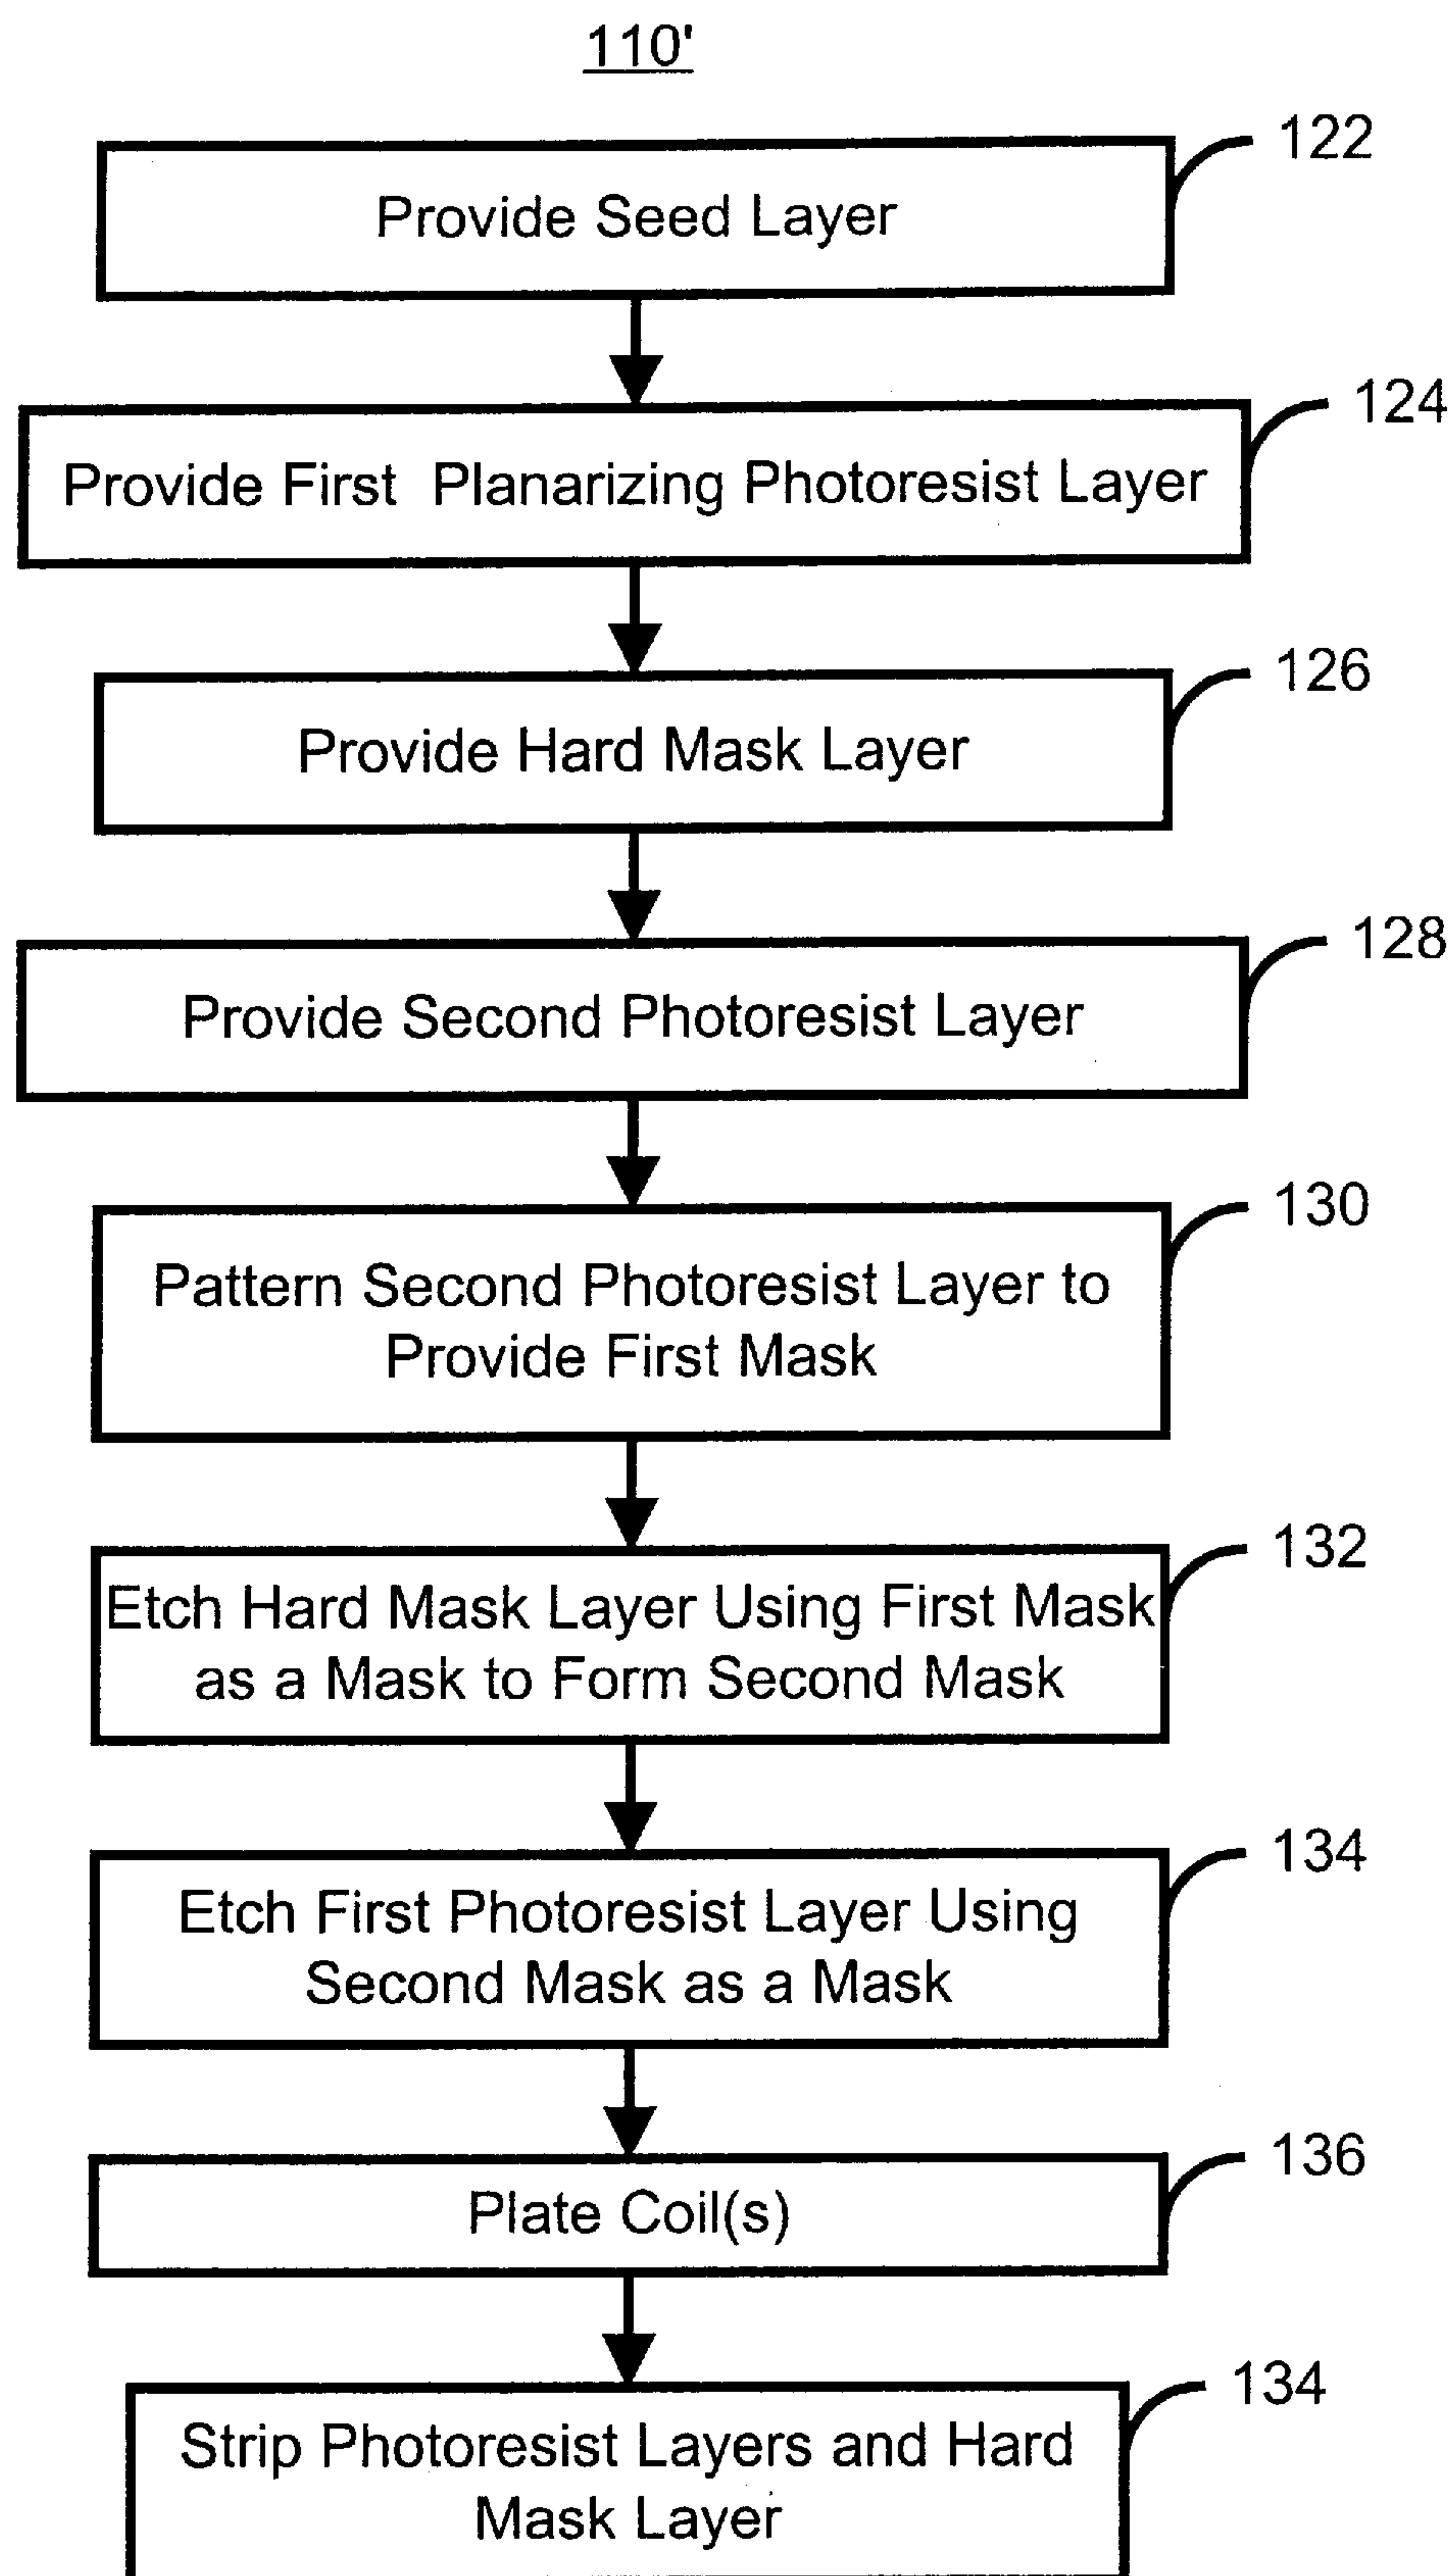 110'
122
Provide Seed Layer
124
Provide First Planarizing Photoresist Layer
126
Provide Hard Mask Layer
128
Provide Second Photoresist Layer
130
Pattern Second Photoresist Layer to
Provide First Mask
132
Etch Hard Mask Layer Using First Mask
as a Mask to Form Second Mask
134
Etch First Photoresist Layer Using
Second Mask as a Mask
136
Plate Coil(s)
134
Strip Photoresist Layers and Hard
Mask Layer